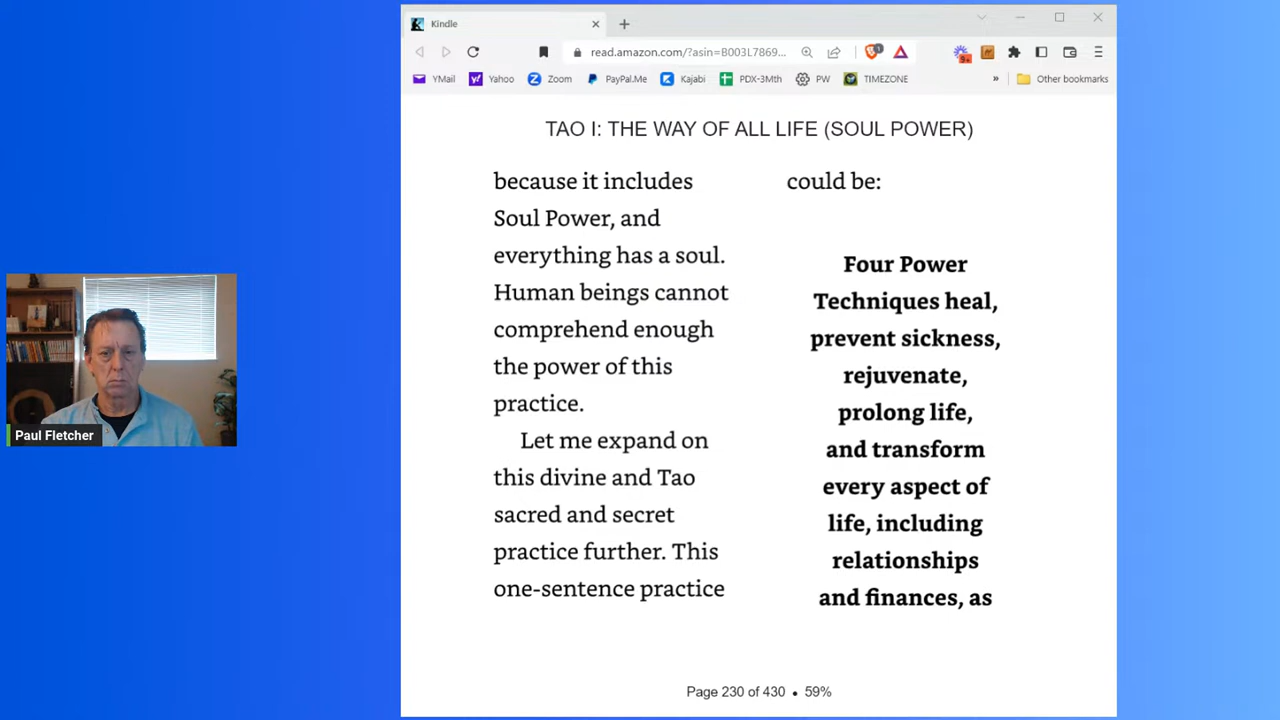 Kindle
read.amazon.com/?asin=B003L7869...
YMail
Yahoo
Zoom
PayPal.Me
Kajabi
PDX-3Mth
PW
TIMEZONE
»
Other bookmarks
TAO I: THE WAY OF ALL LIFE (SOUL POWER)
because it includes
Soul Power, and
everything has a soul.
Human beings cannot
comprehend enough
the power of this
practice.
Let me expand on
this divine and Tao
sacred and secret
practice further. This
one-sentence practice
could be:
Four Power
Techniques heal,
prevent sickness,
rejuvenate,
prolong life,
and transform
every aspect of
life, including
relationships
and finances, as
Page 230 of 430 • 59%
Paul Fletcher